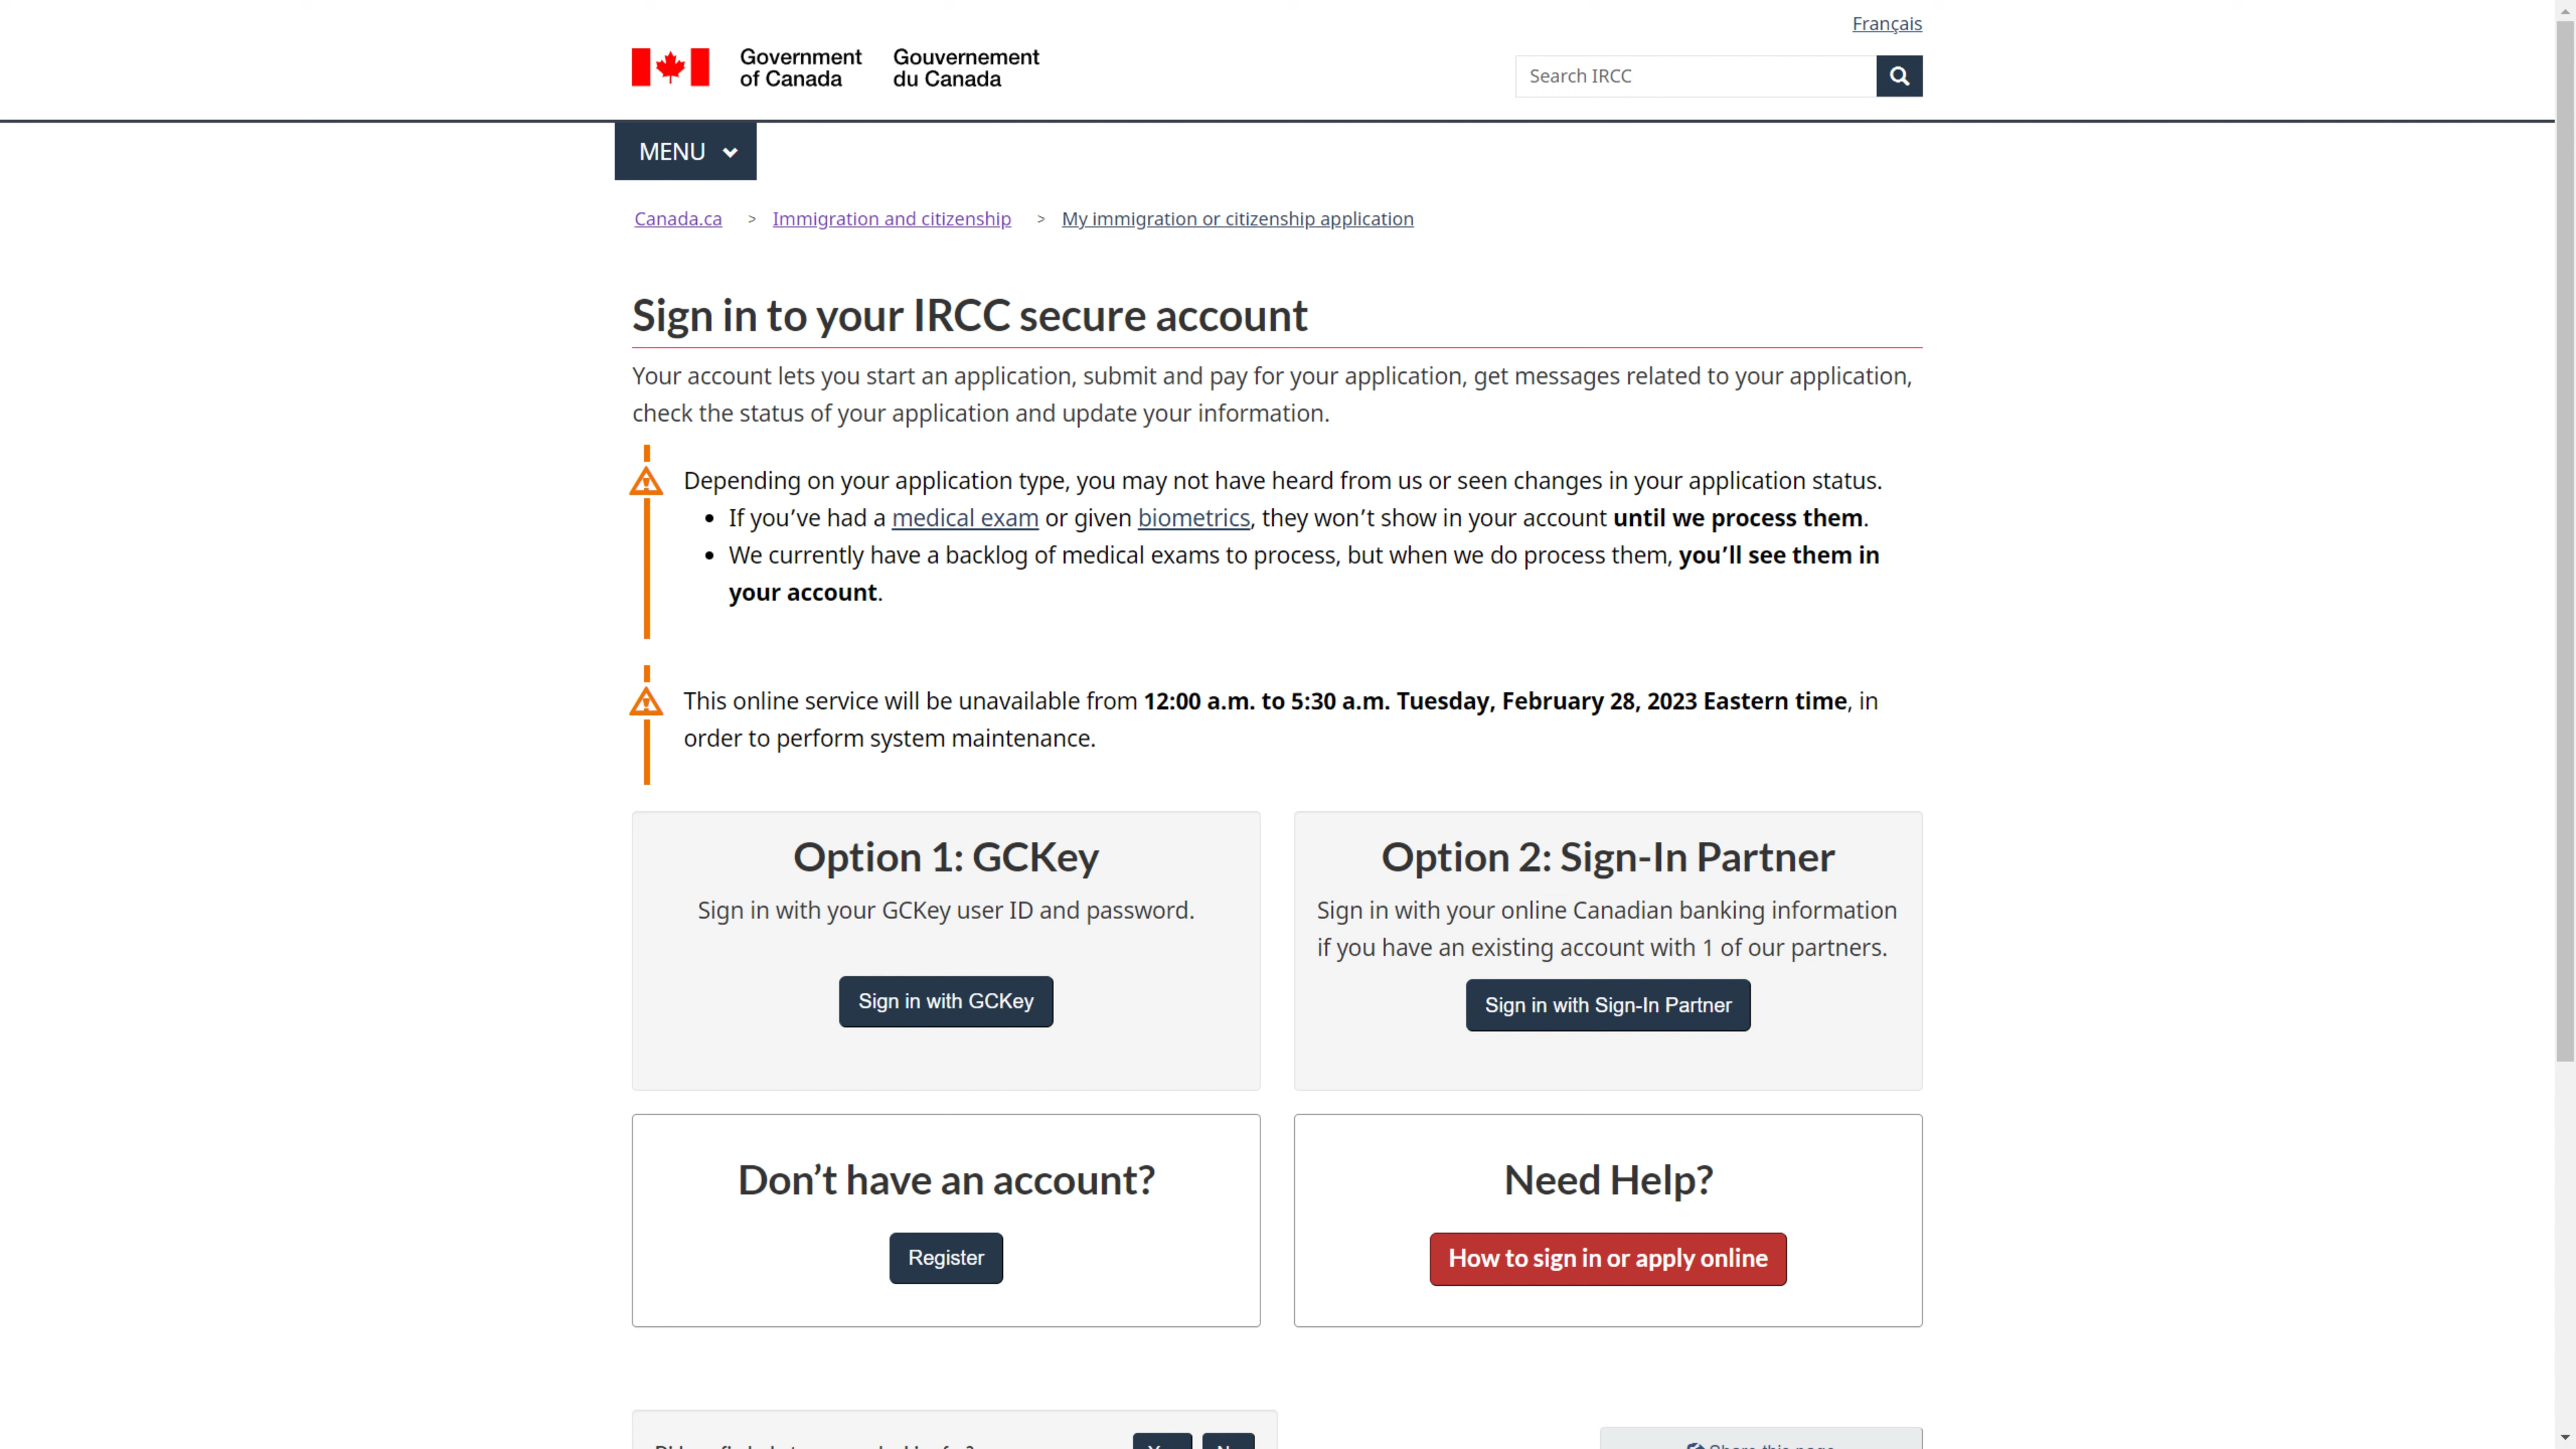 Français
Government
of Canada
Gouvernement
du Canada
Search IRCC
MENU
Canada.ca > Immigration and citizenship > My immigration or citizenship application
Sign in to your IRCC secure account
Your account lets you start an application, submit and pay for your application, get messages related to your application,
check the status of your application and update your information.
Depending on your application type, you may not have heard from us or seen changes in your application status.
• If you’ve had a medical exam or given biometrics, they won’t show in your account until we process them.
• We currently have a backlog of medical exams to process, but when we do process them, you’ll see them in
your account.
This online service will be unavailable from 12:00 a.m. to 5:30 a.m. Tuesday, February 28, 2023 Eastern time, in
order to perform system maintenance.
Option 1: GCKey
Sign in with your GCKey user ID and password.
Sign in with GCKey
Option 2: Sign-In Partner
Sign in with your online Canadian banking information
if you have an existing account with 1 of our partners.
Sign in with Sign-In Partner
Don’t have an account?
Register
Need Help?
How to sign in or apply online
Share this page